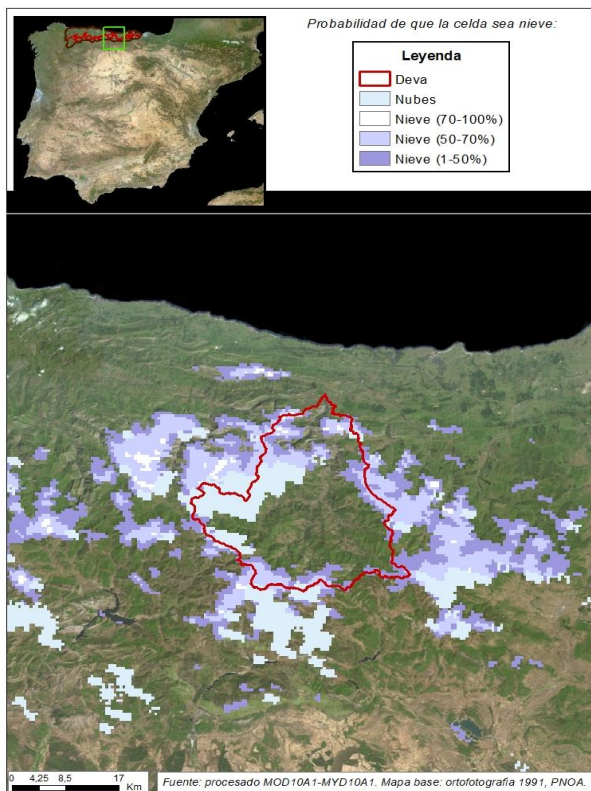 Probabilidad de que la celda sea nieve:
Leyenda
Deva
Nubes
Nieve (70-100%)
Nieve (50-70%)
Nieve (1-50%)
0 4,25 8,5 17
Km
Fuente: procesado MOD10A1-MYD10A1. Mapa base: ortofotografía 1991, PNOA.